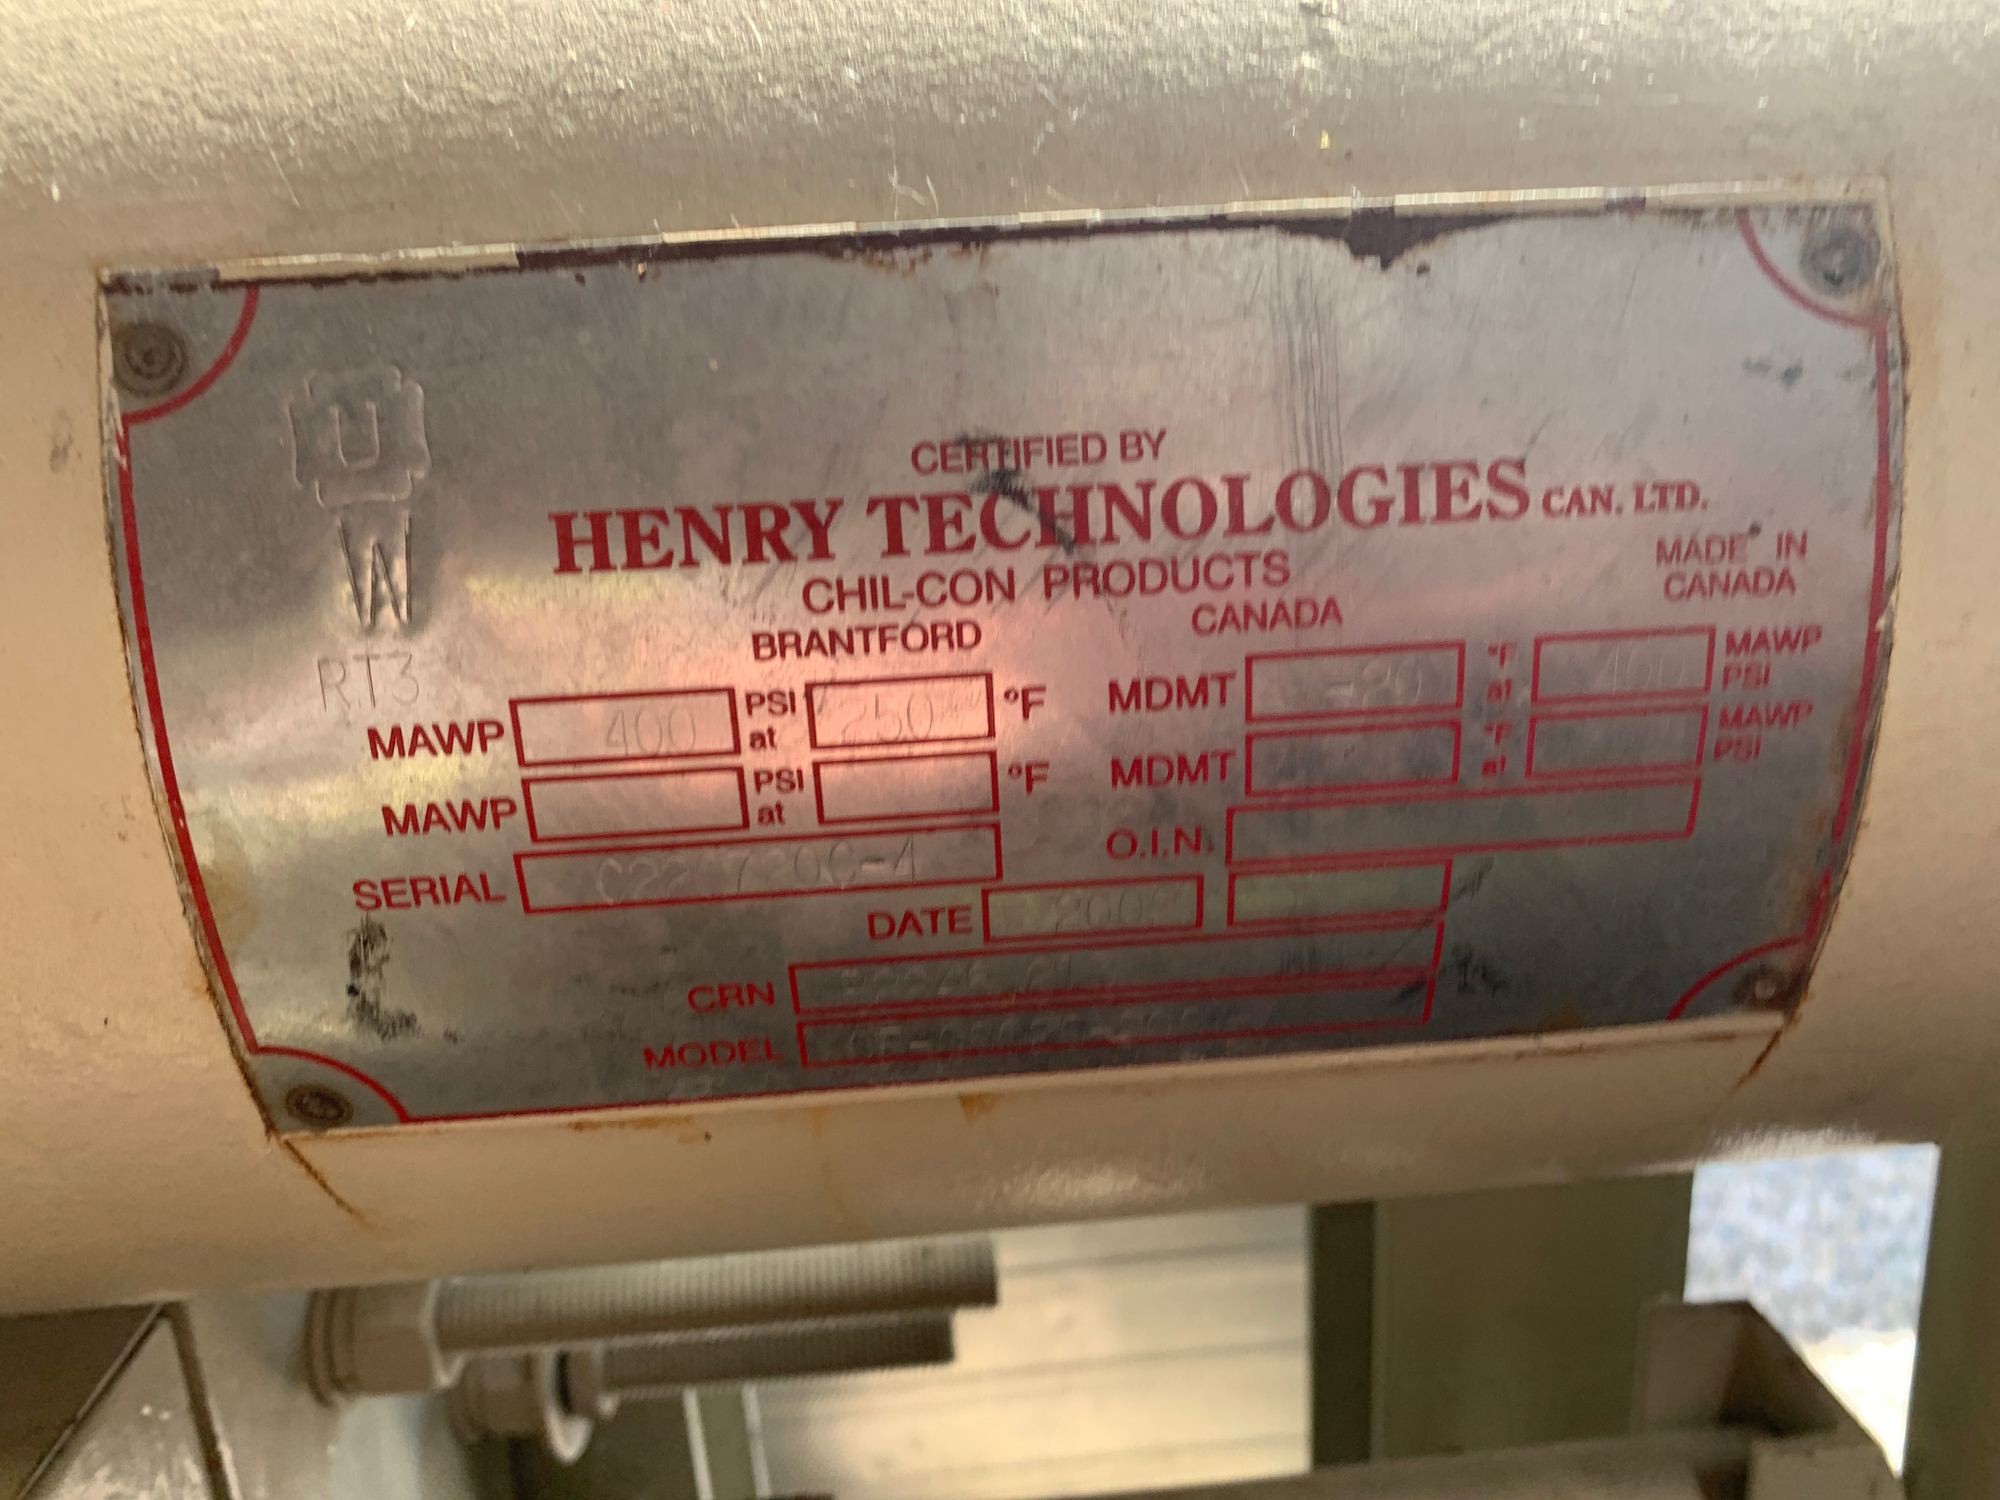 U
W
RT3
CERTIFIED BY
HENRY TECHNOLOGIES CAN. LTD.
CHIL-CON PRODUCTS
BRANTFORD CANADA
MADE IN
CANADA
MAWP 400 PSI at 250 °F MDMT -20 °F at 400 MAWP PSI
MAWP PSI at °F MDMT °F at MAWP PSI
SERIAL O.I.N.
DATE
CRN
MODEL